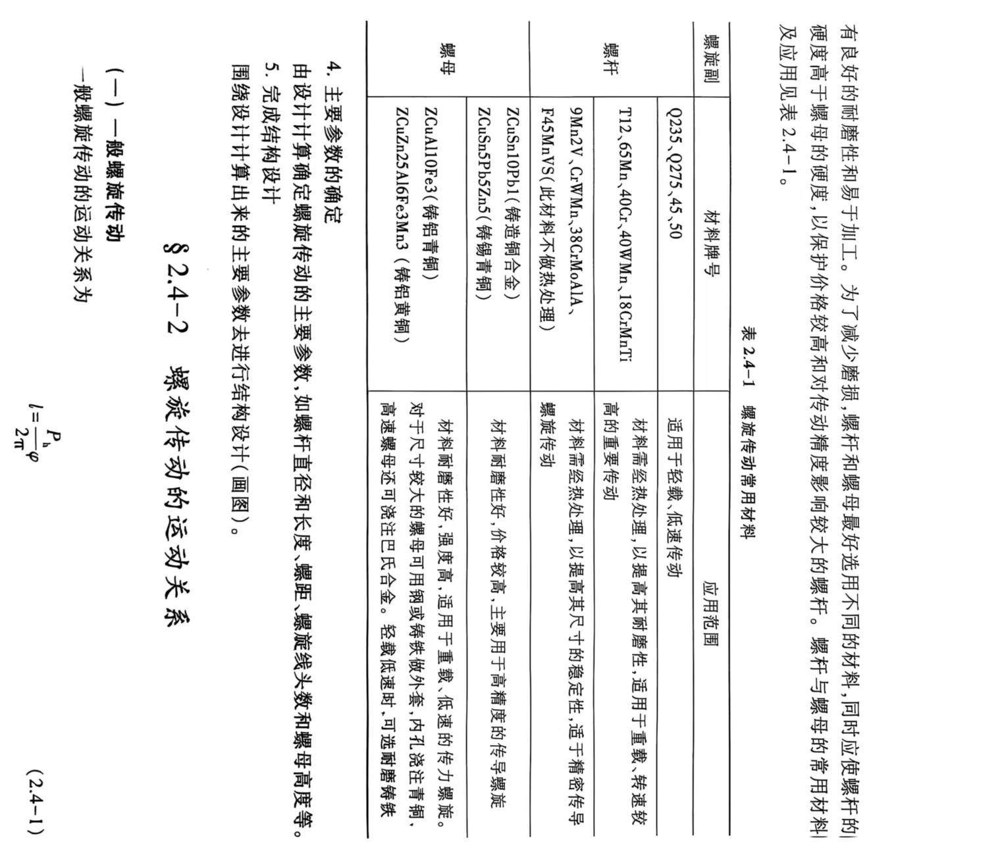 有良好的耐磨性和易于加工。为了减少磨损,螺杆和螺母最好选用不同的材料,同时应使螺杆的
硬度高于螺母的硬度,以保护价格较高和对传动精度影响较大的螺杆。螺杆与螺母的常用材料
及应用见表 2.4-1。
表 2.4-1 螺旋传动常用材料
螺旋副 材料牌号 应用范围
螺杆
Q235、Q275、45、50
适用于轻载、低速传动
T12、65Mn、40Cr、40WMn、18CrMnTi
材料需经热处理,以提高其耐磨性,适用于重载、转速较
高的重要传动
9Mn2V、CrWMn、38CrMoAlA、
F45MnVS(此材料不做热处理)
材料需经热处理,以提高其尺寸的稳定性,适于精密传导
螺旋传动
螺母
ZCuSn10Pb1(铸造铜合金)
ZCuSn5Pb5Zn5(铸锡青铜)
材料耐磨性好,价格较高,主要用于高精度的传导螺旋
ZCuAl10Fe3(铸铝青铜)
ZCuZn25Al6Fe3Mn3(铸铝黄铜)
材料耐磨性好,强度高,适用于重载、低速的传力螺旋。
对于尺寸较大的螺母可用钢或铸铁做外套,内孔浇注青铜,
高速螺母还可浇注巴氏合金。轻载低速时,可选耐磨铸铁
4. 主要参数的确定
由设计计算确定螺旋传动的主要参数,如螺杆直径和长度、螺距、螺旋线头数和螺母高度等。
5. 完成结构设计
围绕设计计算出来的主要参数去进行结构设计(画图)。
§2.4-2 螺旋传动的运动关系
(一)一般螺旋传动
一般螺旋传动的运动关系为
l=\frac{P_h}{2π}φ (2.4-1)